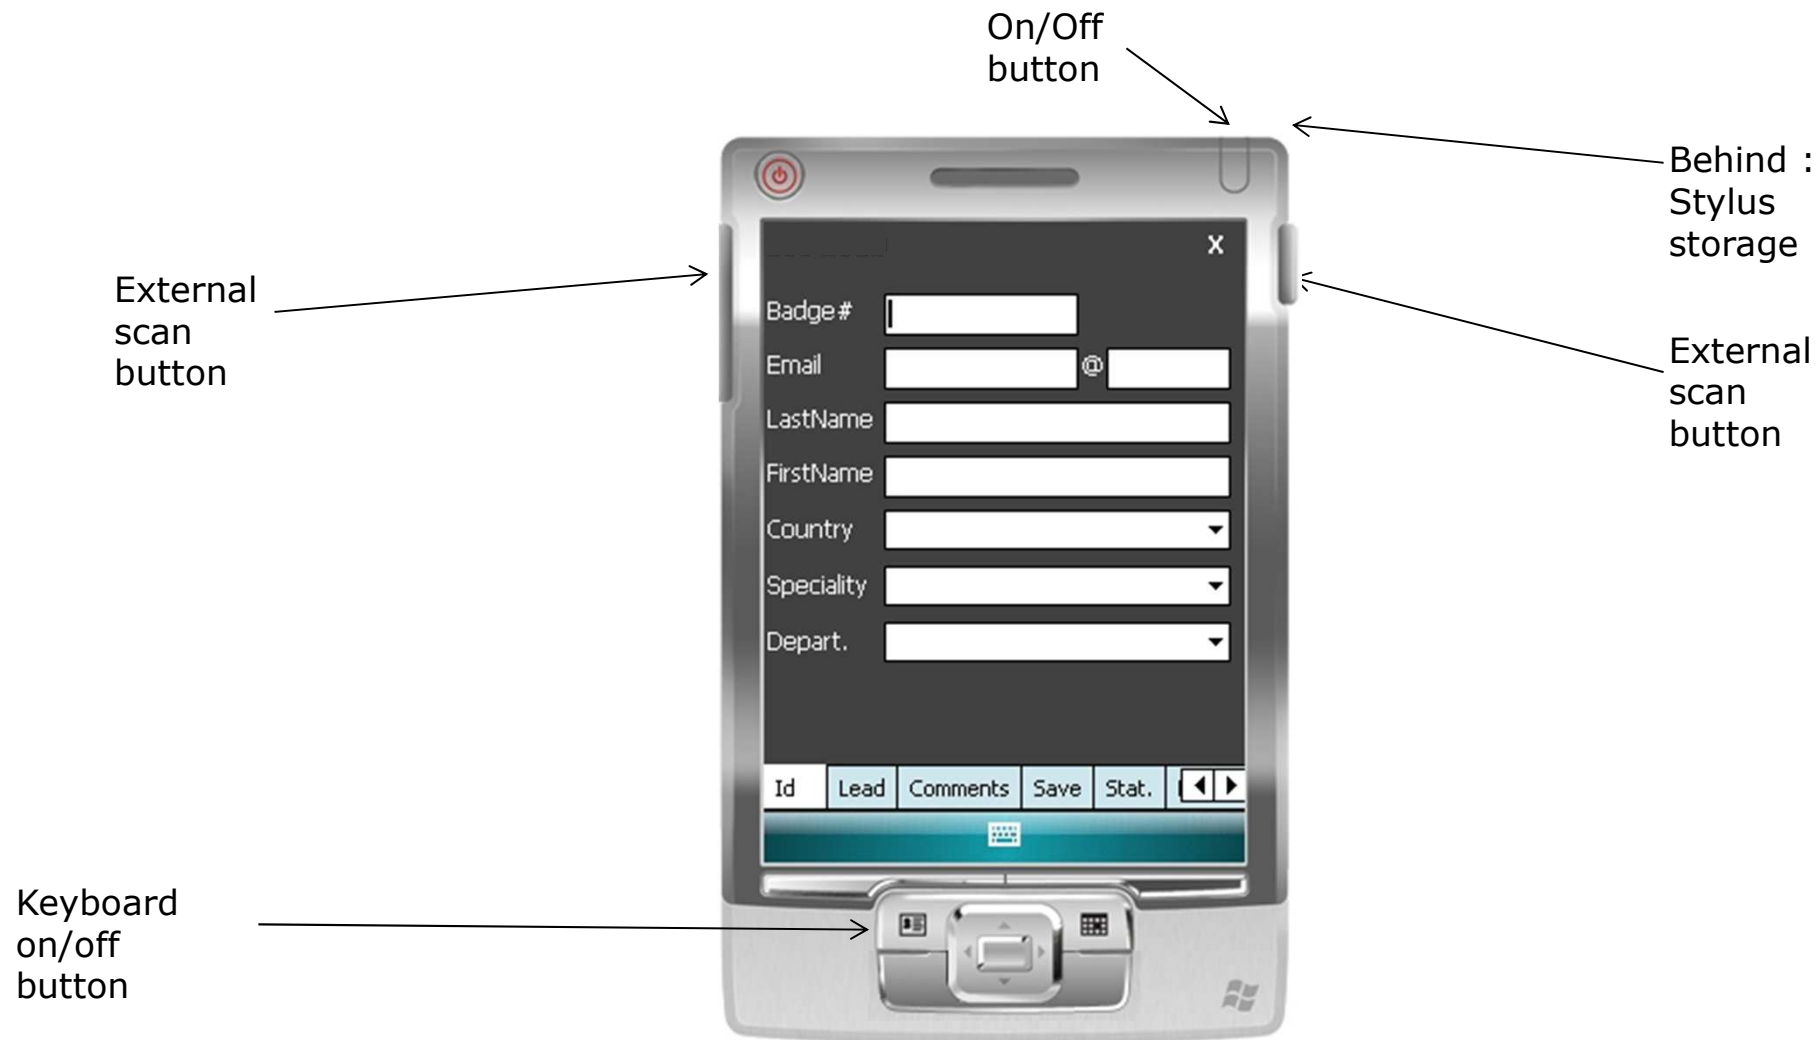 On/Off
button
Behind :
Stylus
storage
External
scan
button
External
scan
button
X
Badge#
Email @
LastName
FirstName
Country
Speciality
Depart.
Id Lead Comments Save Stat.
Keyboard
on/off
button